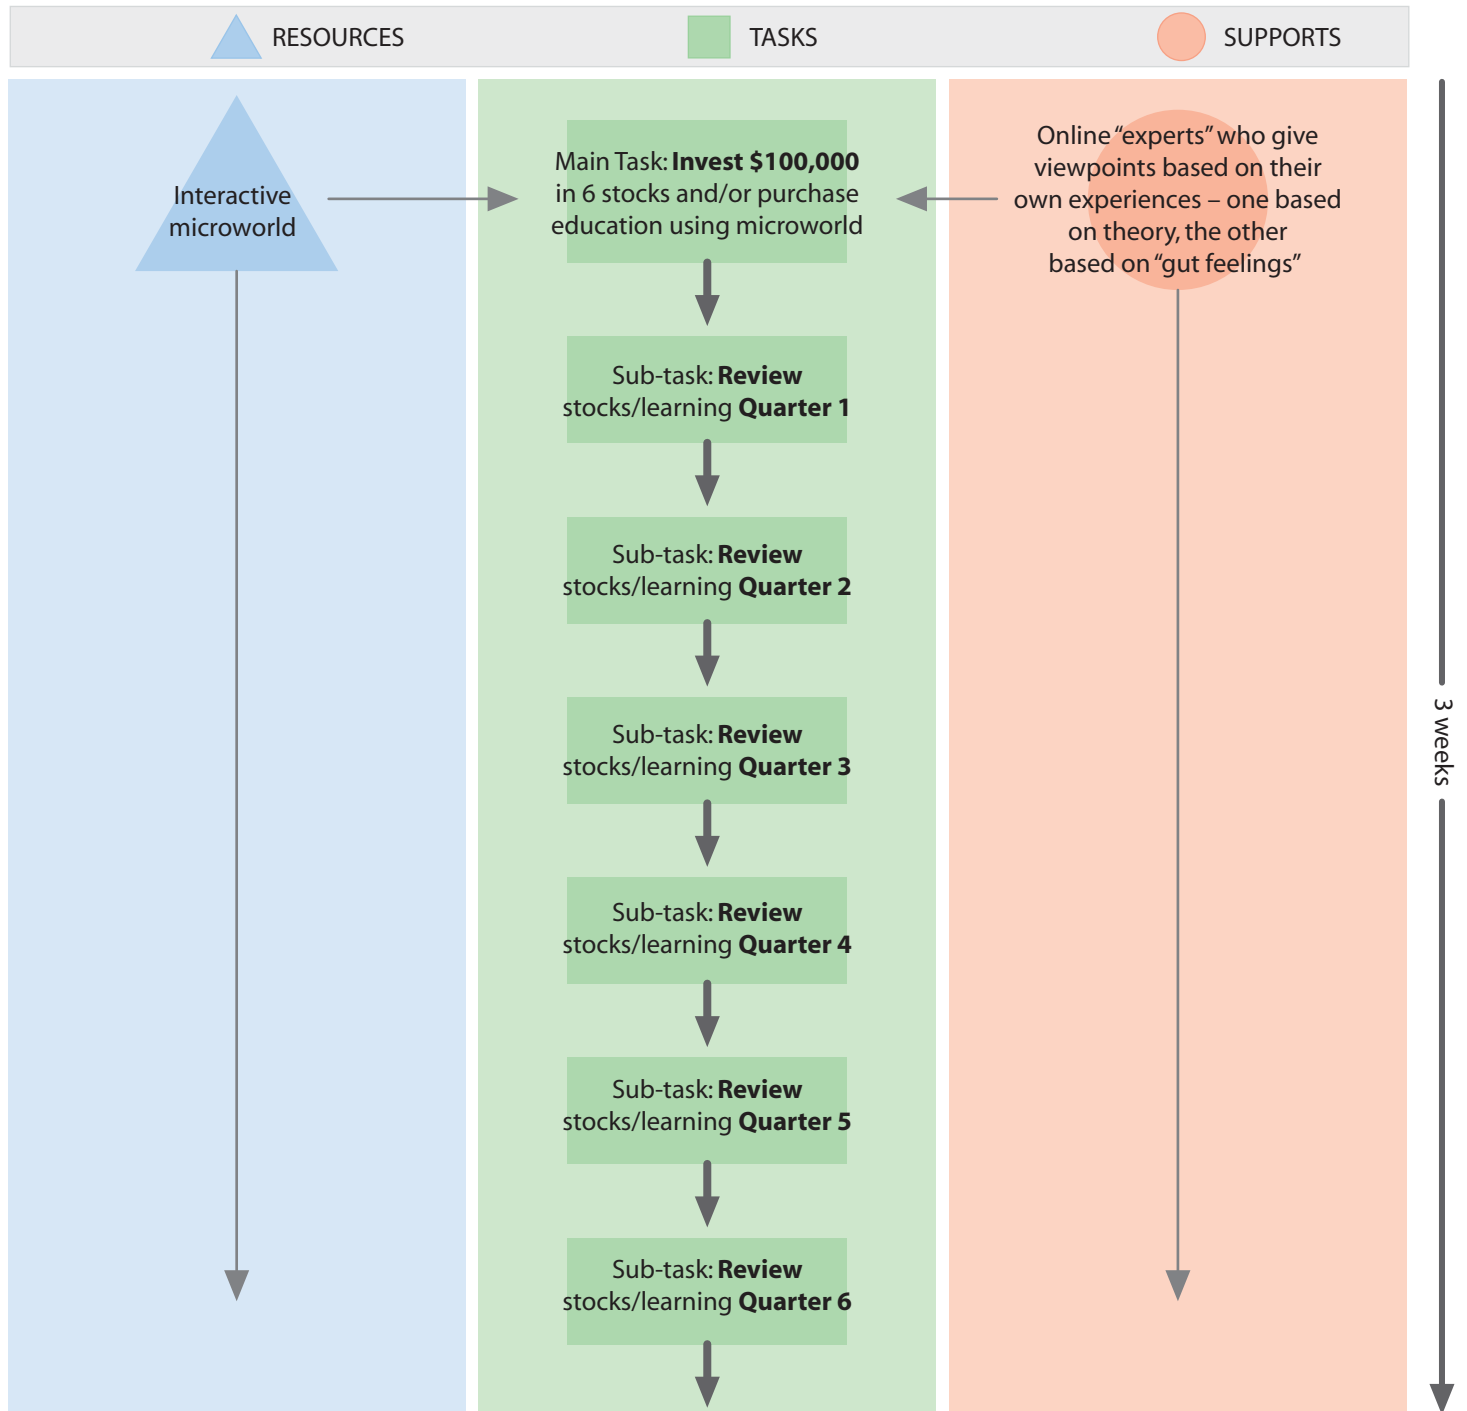 RESOURCES
TASKS
SUPPORTS
Interactive
microworld
Main Task: Invest $100,000
in 6 stocks and/or purchase
education using microworld
Online “experts” who give
viewpoints based on their
own experiences – one based
on theory, the other
based on “gut feelings”
Sub-task: Review
stocks/learning Quarter 1
Sub-task: Review
stocks/learning Quarter 2
Sub-task: Review
stocks/learning Quarter 3
Sub-task: Review
stocks/learning Quarter 4
Sub-task: Review
stocks/learning Quarter 5
Sub-task: Review
stocks/learning Quarter 6
3 weeks